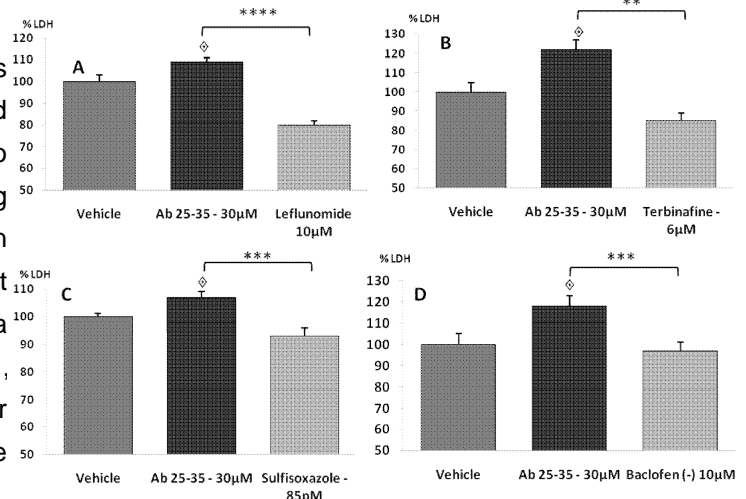 % LDH
****
120
110
100
90
80
70
60
50
A
Vehicle
Ab 25-35 - 30µM
Leflunomide
10µM
% LDH
**
130
120
110
100
90
80
70
60
50
B
Vehicle
Ab 25-35 - 30µM
Terbinafine -
6µM
% LDH
***
110
100
90
80
70
60
50
C
Vehicle
Ab 25-35 - 30µM
Sulfisoxazole -
85pM
% LDH
***
130
120
110
100
90
80
70
60
50
D
Vehicle
Ab 25-35 - 30µM
Baclofen (-) 10µM